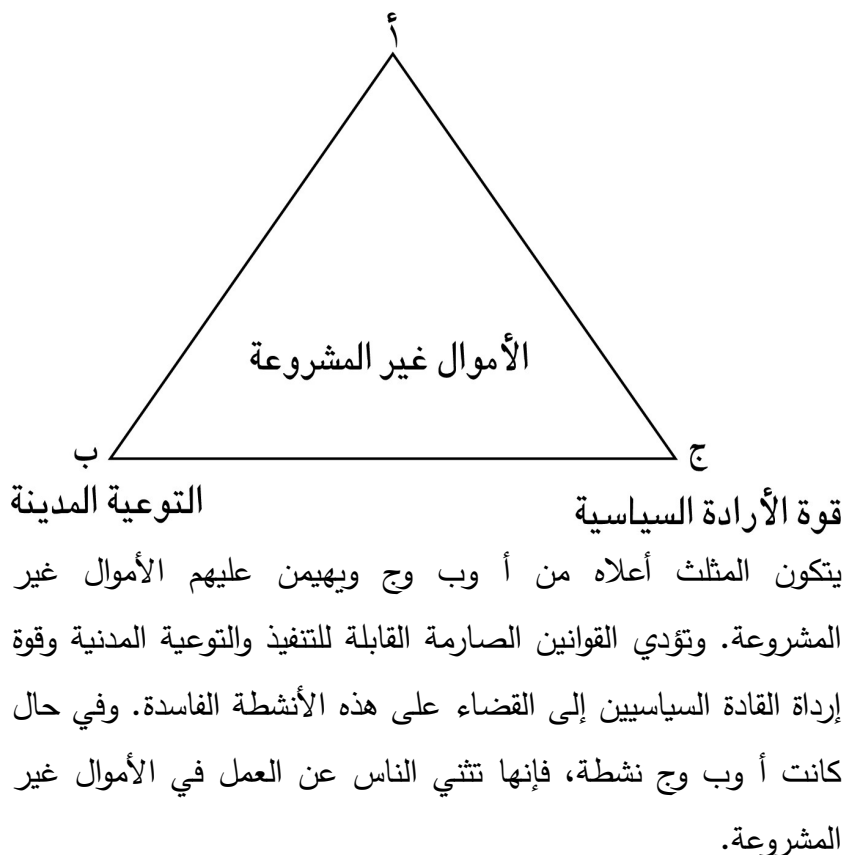 أ
الأموال غير المشروعة
ج
ب
قوة الأرادة السياسية
التوعية المدينة
يتكون المثلث أعلاه من أ وب وج ويهيمن عليهم الأموال غير
المشروعة. وتؤدي القوانين الصارمة القابلة للتنفيذ والتوعية المدنية وقوة
إرداة القادة السياسيين إلى القضاء على هذه الأنشطة الفاسدة. وفي حال
كانت أ وب وج نشطة، فإنها تثني الناس عن العمل في الأموال غير
المشروعة.